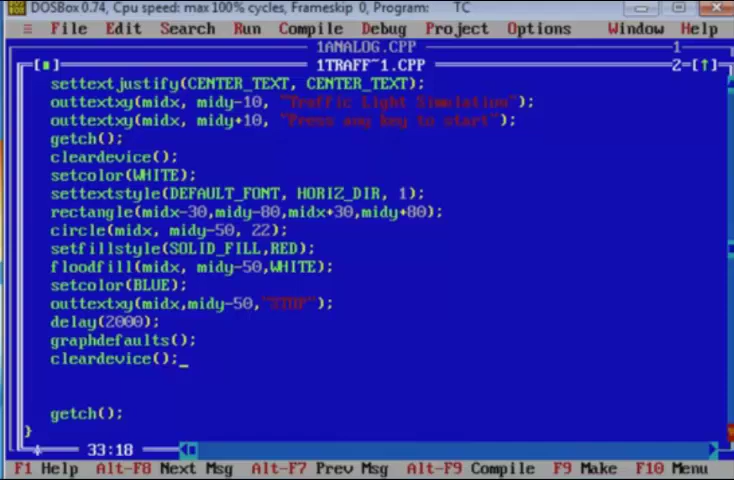 DOSBox 0.74, Cpu speed: max 100% cycles, Frameskip 0, Program: TC
≡ File Edit Search Run Compile Debug Project Options Window Help
1ANALOG.CPP 1
[■] 1TRAFF~1.CPP 2=[↑]
settextjustify(CENTER_TEXT, CENTER_TEXT);
outtextxy(midx, midy-10, "Traffic Light Simulation");
outtextxy(midx, midy+10, "Press any key to start");
getch();
cleardevice();
setcolor(WHITE);
settextstyle(DEFAULT_FONT, HORIZ_DIR, 1);
rectangle(midx-30,midy-80,midx+30,midy+80);
circle(midx, midy-50, 22);
setfillstyle(SOLID_FILL,RED);
floodfill(midx, midy-50,WHITE);
setcolor(BLUE);
outtextxy(midx,midy-50,"STOP");
delay(2000);
graphdefaults();
cleardevice();_
getch();
}
33:18
F1 Help Alt-F8 Next Msg Alt-F7 Prev Msg Alt-F9 Compile F9 Make F10 Menu